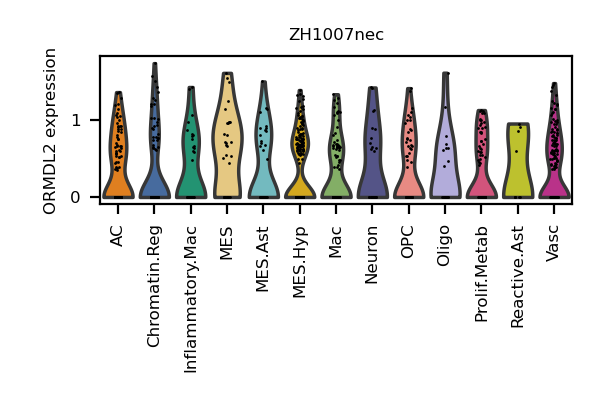 ZH1007nec
ORMDL2 expression
1
0
AC
Chromatin.Reg
Inflammatory.Mac
MES
MES.Ast
MES.Hyp
Mac
Neuron
OPC
Oligo
Prolif.Metab
Reactive.Ast
Vasc